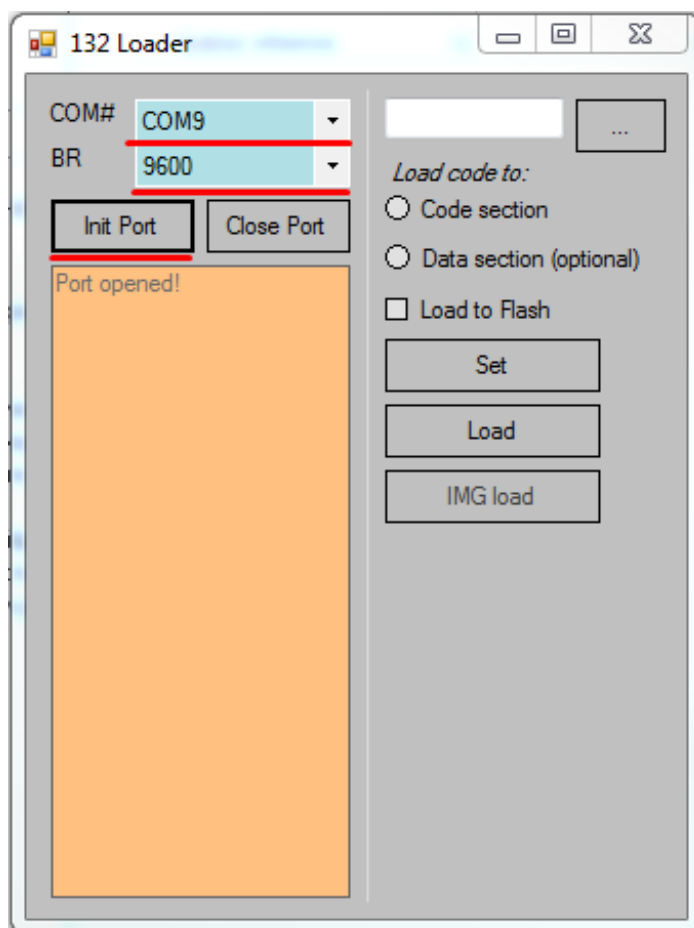 132 Loader
COM# COM9
BR 9600
Init Port Close Port
Port opened!
...
Load code to:
Code section
Data section (optional)
Load to Flash
Set
Load
IMG load